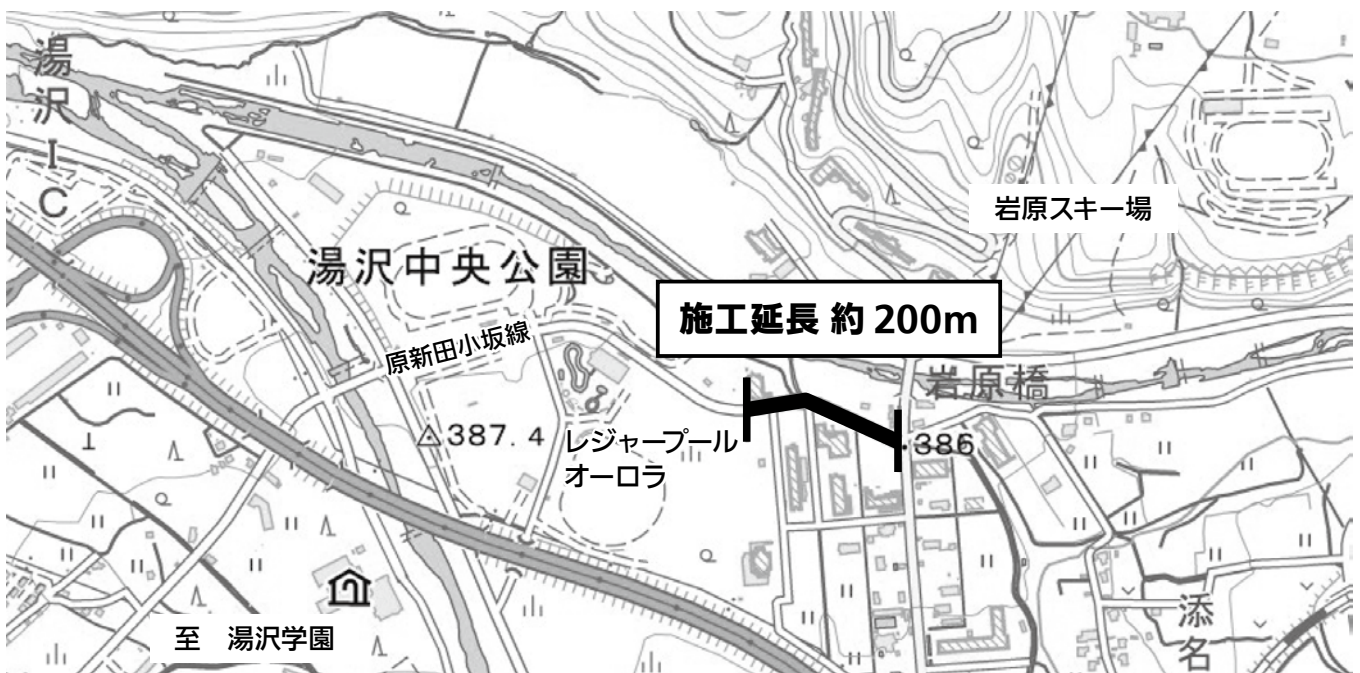 湯沢IC
岩原スキー場
湯沢中央公園
施工延長 約 200m
原新田小坂線
岩原橋
387.4
レジャープール
オーロラ
386
至 湯沢学園
添名